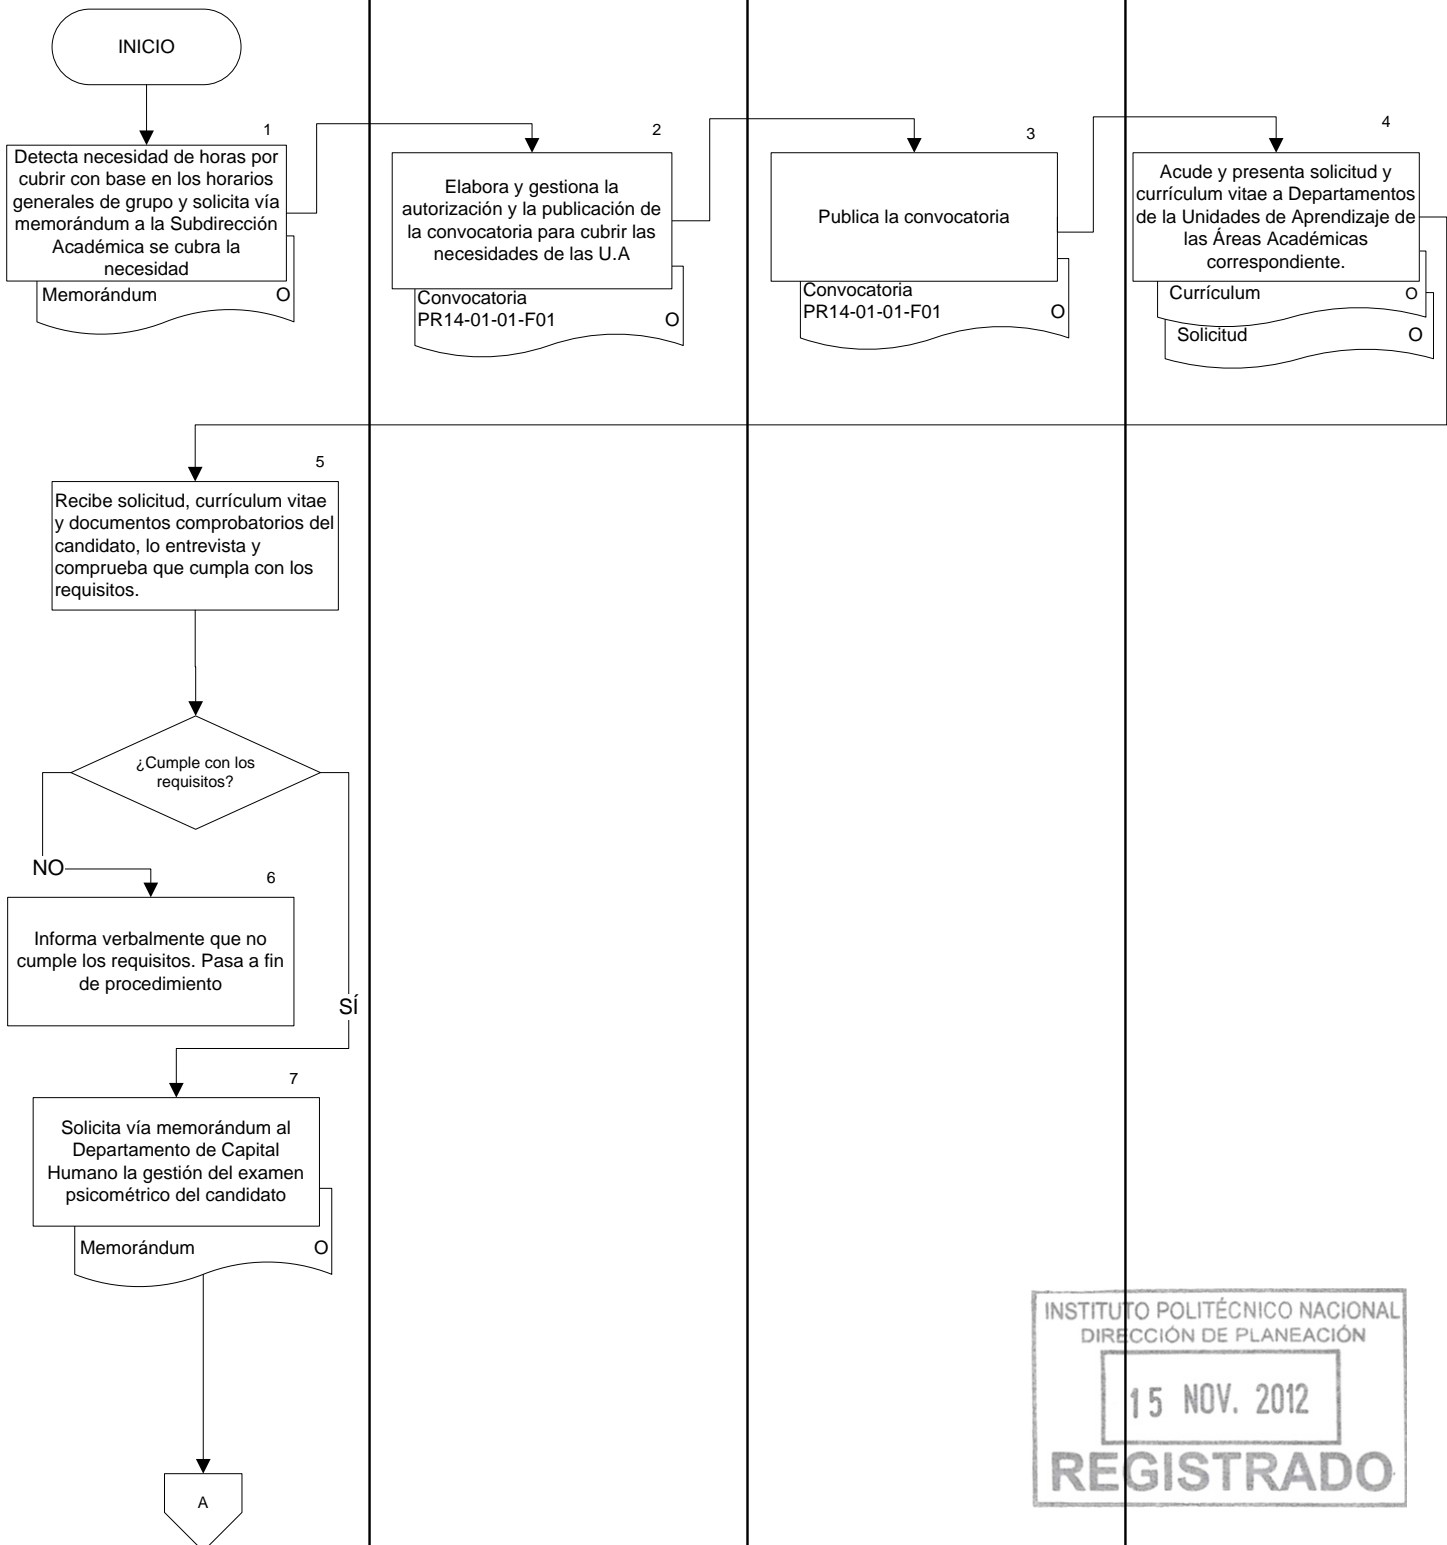 INICIO
1
Detecta necesidad de horas por
cubrir con base en los horarios
generales de grupo y solicita vía
memorándum a la Subdirección
Académica se cubra la
necesidad
Memorándum O
2
Elabora y gestiona la
autorización y la publicación de
la convocatoria para cubrir las
necesidades de las U.A
Convocatoria
PR14-01-01-F01 O
3
Publica la convocatoria
Convocatoria
PR14-01-01-F01 O
4
Acude y presenta solicitud y
currículum vitae a Departamentos
de la Unidades de Aprendizaje de
las Áreas Académicas
correspondiente.
Currículum O
Solicitud O
5
Recibe solicitud, currículum vitae
y documentos comprobatorios del
candidato, lo entrevista y
comprueba que cumpla con los
requisitos.
¿Cumple con los
requisitos?
NO
6
Informa verbalmente que no
cumple los requisitos. Pasa a fin
de procedimiento
SÍ
7
Solicita vía memorándum al
Departamento de Capital
Humano la gestión del examen
psicométrico del candidato
Memorándum O
A
INSTITUTO POLITÉCNICO NACIONAL
DIRECCIÓN DE PLANEACIÓN
15 NOV. 2012
REGISTRADO